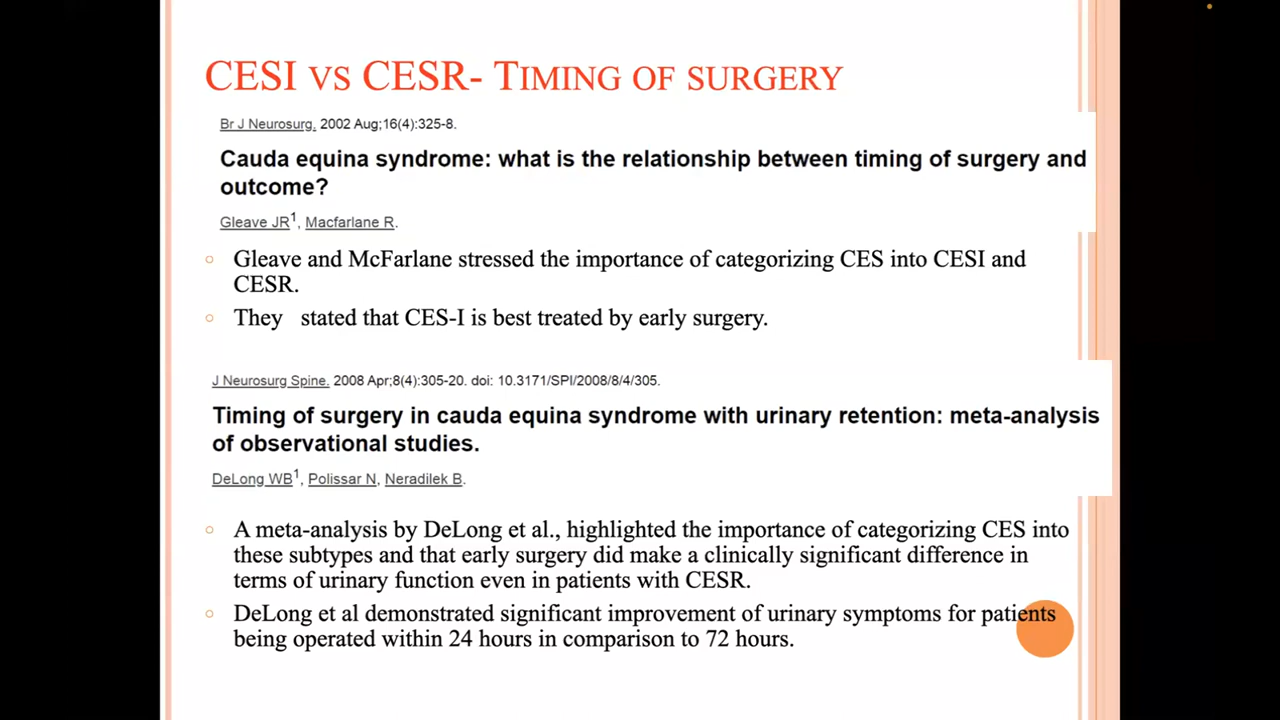 CESI VS CESR- TIMING OF SURGERY
Br J Neurosurg. 2002 Aug;16(4):325-8.
Cauda equina syndrome: what is the relationship between timing of surgery and
outcome?
Gleave JR1, Macfarlane R.
Gleave and McFarlane stressed the importance of categorizing CES into CESI and
CESR.
They stated that CES-I is best treated by early surgery.
J Neurosurg Spine. 2008 Apr;8(4):305-20. doi: 10.3171/SPI/2008/8/4/305.
Timing of surgery in cauda equina syndrome with urinary retention: meta-analysis
of observational studies.
DeLong WB1, Polissar N, Neradilek B.
A meta-analysis by DeLong et al., highlighted the importance of categorizing CES into
these subtypes and that early surgery did make a clinically significant difference in
terms of urinary function even in patients with CESR.
DeLong et al demonstrated significant improvement of urinary symptoms for patients
being operated within 24 hours in comparison to 72 hours.